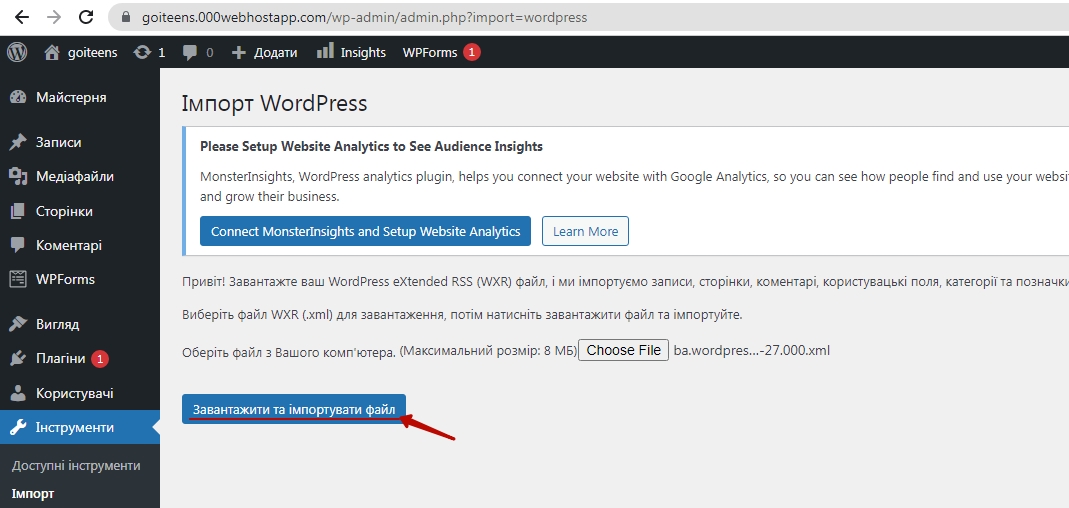 goiteens.000webhostapp.com/wp-admin/admin.php?import=wordpress
goiteens 1 0 Додати Insights WPForms 1
Майстерня
Записи
Медіафайли
Сторінки
Коментарі
WPForms
Вигляд
Плагіни 1
Користувачі
Інструменти
Доступні інструменти
Імпорт
Імпорт WordPress
Please Setup Website Analytics to See Audience Insights
MonsterInsights, WordPress analytics plugin, helps you connect your website with Google Analytics, so you can see how people find and use your websi
and grow their business.
Connect MonsterInsights and Setup Website Analytics Learn More
Привіт! Завантажте ваш WordPress eXtended RSS (WXR) файл, і ми імпортуємо записи, сторінки, коментарі, користувацькі поля, категорії та позначки
Виберіть файл WXR (.xml) для завантаження, потім натисніть завантажити файл та імпортуйте.
Оберіть файл з Вашого комп'ютера. (Максимальний розмір: 8 МБ) Choose File ba.wordpres...-27.000.xml
Завантажити та імпортувати файл